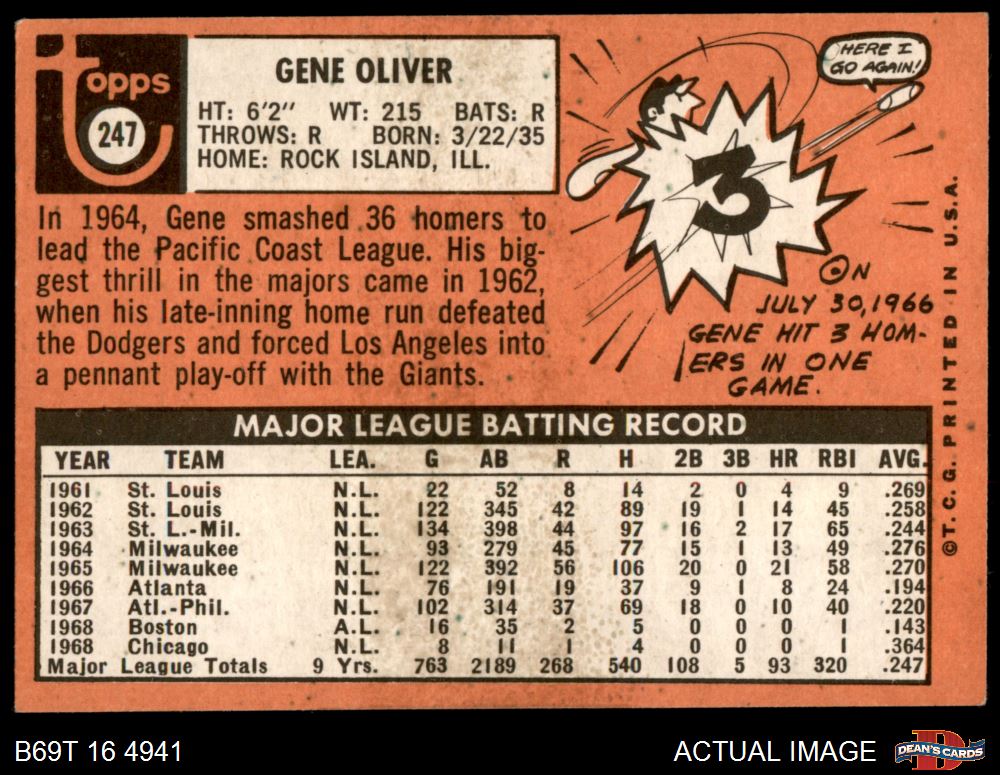 topps
247
GENE OLIVER
HT: 6'2" WT: 215 BATS: R
THROWS: R BORN: 3/22/35
HOME: ROCK ISLAND, ILL.
In 1964, Gene smashed 36 homers to
lead the Pacific Coast League. His big-
gest thrill in the majors came in 1962,
when his late-inning home run defeated
the Dodgers and forced Los Angeles into
a pennant play-off with the Giants.
HERE I
GO AGAIN!
3
ON
JULY 30, 1966
GENE HIT 3 HOM-
ERS IN ONE
GAME.
©T. C. G. PRINTED IN U.S.A.
MAJOR LEAGUE BATTING RECORD
YEAR TEAM LEA. G AB R H 2B 3B HR RBI AVG.
1961 St. Louis N.L. 22 52 8 14 2 0 4 9 .269
1962 St. Louis N.L. 122 345 42 89 19 1 14 45 .258
1963 St. L.-Mil. N.L. 134 398 44 97 16 2 17 65 .244
1964 Milwaukee N.L. 93 279 45 77 15 1 13 49 .276
1965 Milwaukee N.L. 122 392 56 106 20 0 21 58 .270
1966 Atlanta N.L. 76 191 19 37 9 1 8 24 .194
1967 Atl.-Phil. N.L. 102 314 37 69 18 0 10 40 .220
1968 Boston A.L. 16 35 2 5 0 0 0 1 .143
1968 Chicago N.L. 8 11 1 4 0 0 0 1 .364
Major League Totals 9 Yrs. 763 2189 268 540 108 5 93 320 .247
B69T 16 4941
ACTUAL IMAGE
DEAN'S CARDS